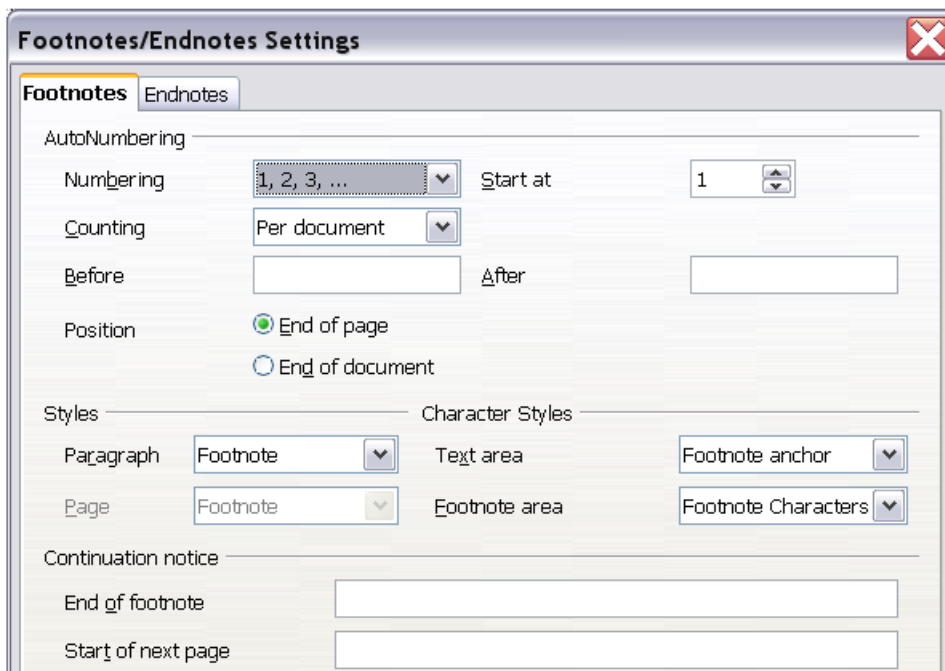 Footnotes/Endnotes Settings
Footnotes Endnotes
AutoNumbering
Numbering 1, 2, 3, ... Start at 1
Counting Per document
Before After
Position End of page
End of document
Styles Character Styles
Paragraph Footnote Text area Footnote anchor
Page Footnote Footnote area Footnote Characters
Continuation notice
End of footnote
Start of next page